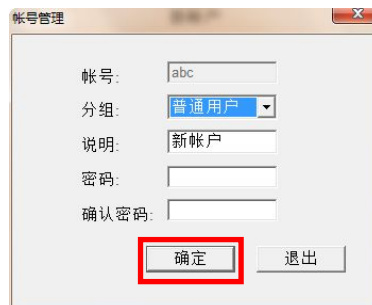 帐号管理
帐号: abc
分组: 普通用户
说明: 新帐户
密码:
确认密码:
确定 退出